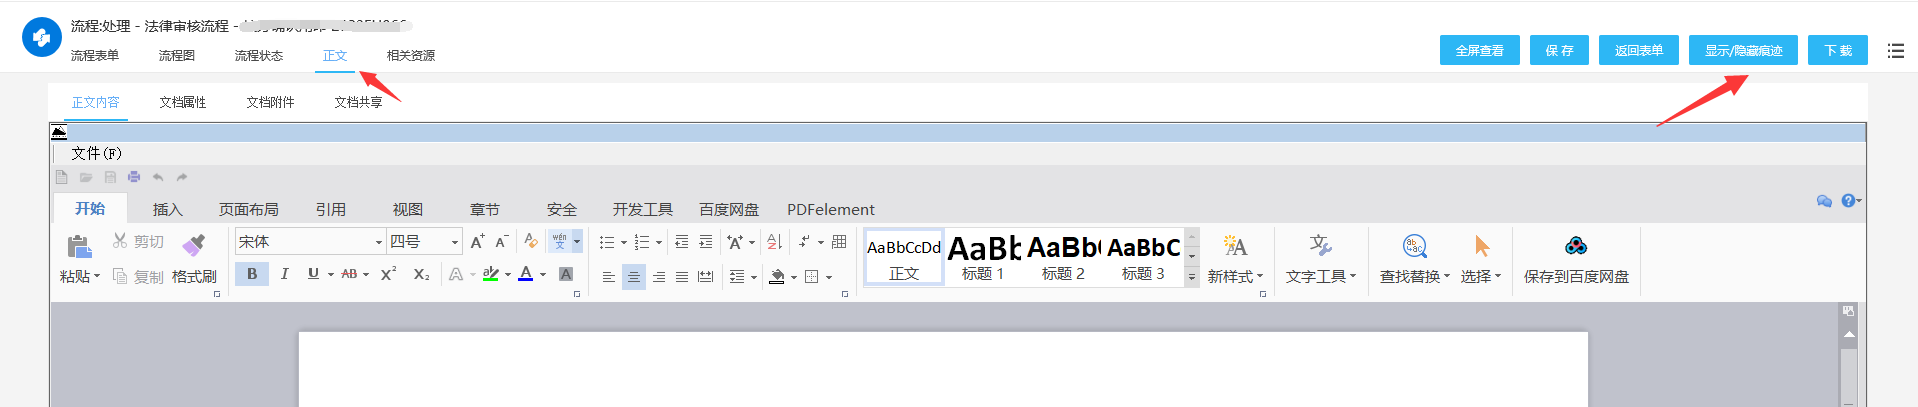 流程:处理 - 法律审核流程 -
流程表单 流程图 流程状态 正文 相关资源
全屏查看 保存 返回表单 显示/隐藏痕迹 下载
正文内容 文档属性 文档附件 文档共享
文件(F)
开始 插入 页面布局 引用 视图 章节 安全 开发工具 百度网盘 PDFelement
剪切 宋体 四号 A+ A- wén 文
粘贴 复制 格式刷 B I U AB X² X₂ A ab A A
AaBbCcDd AaBb AaBb( AaBbC
正文 标题 1 标题 2 标题 3 新样式 文字工具 查找替换 选择 保存到百度网盘